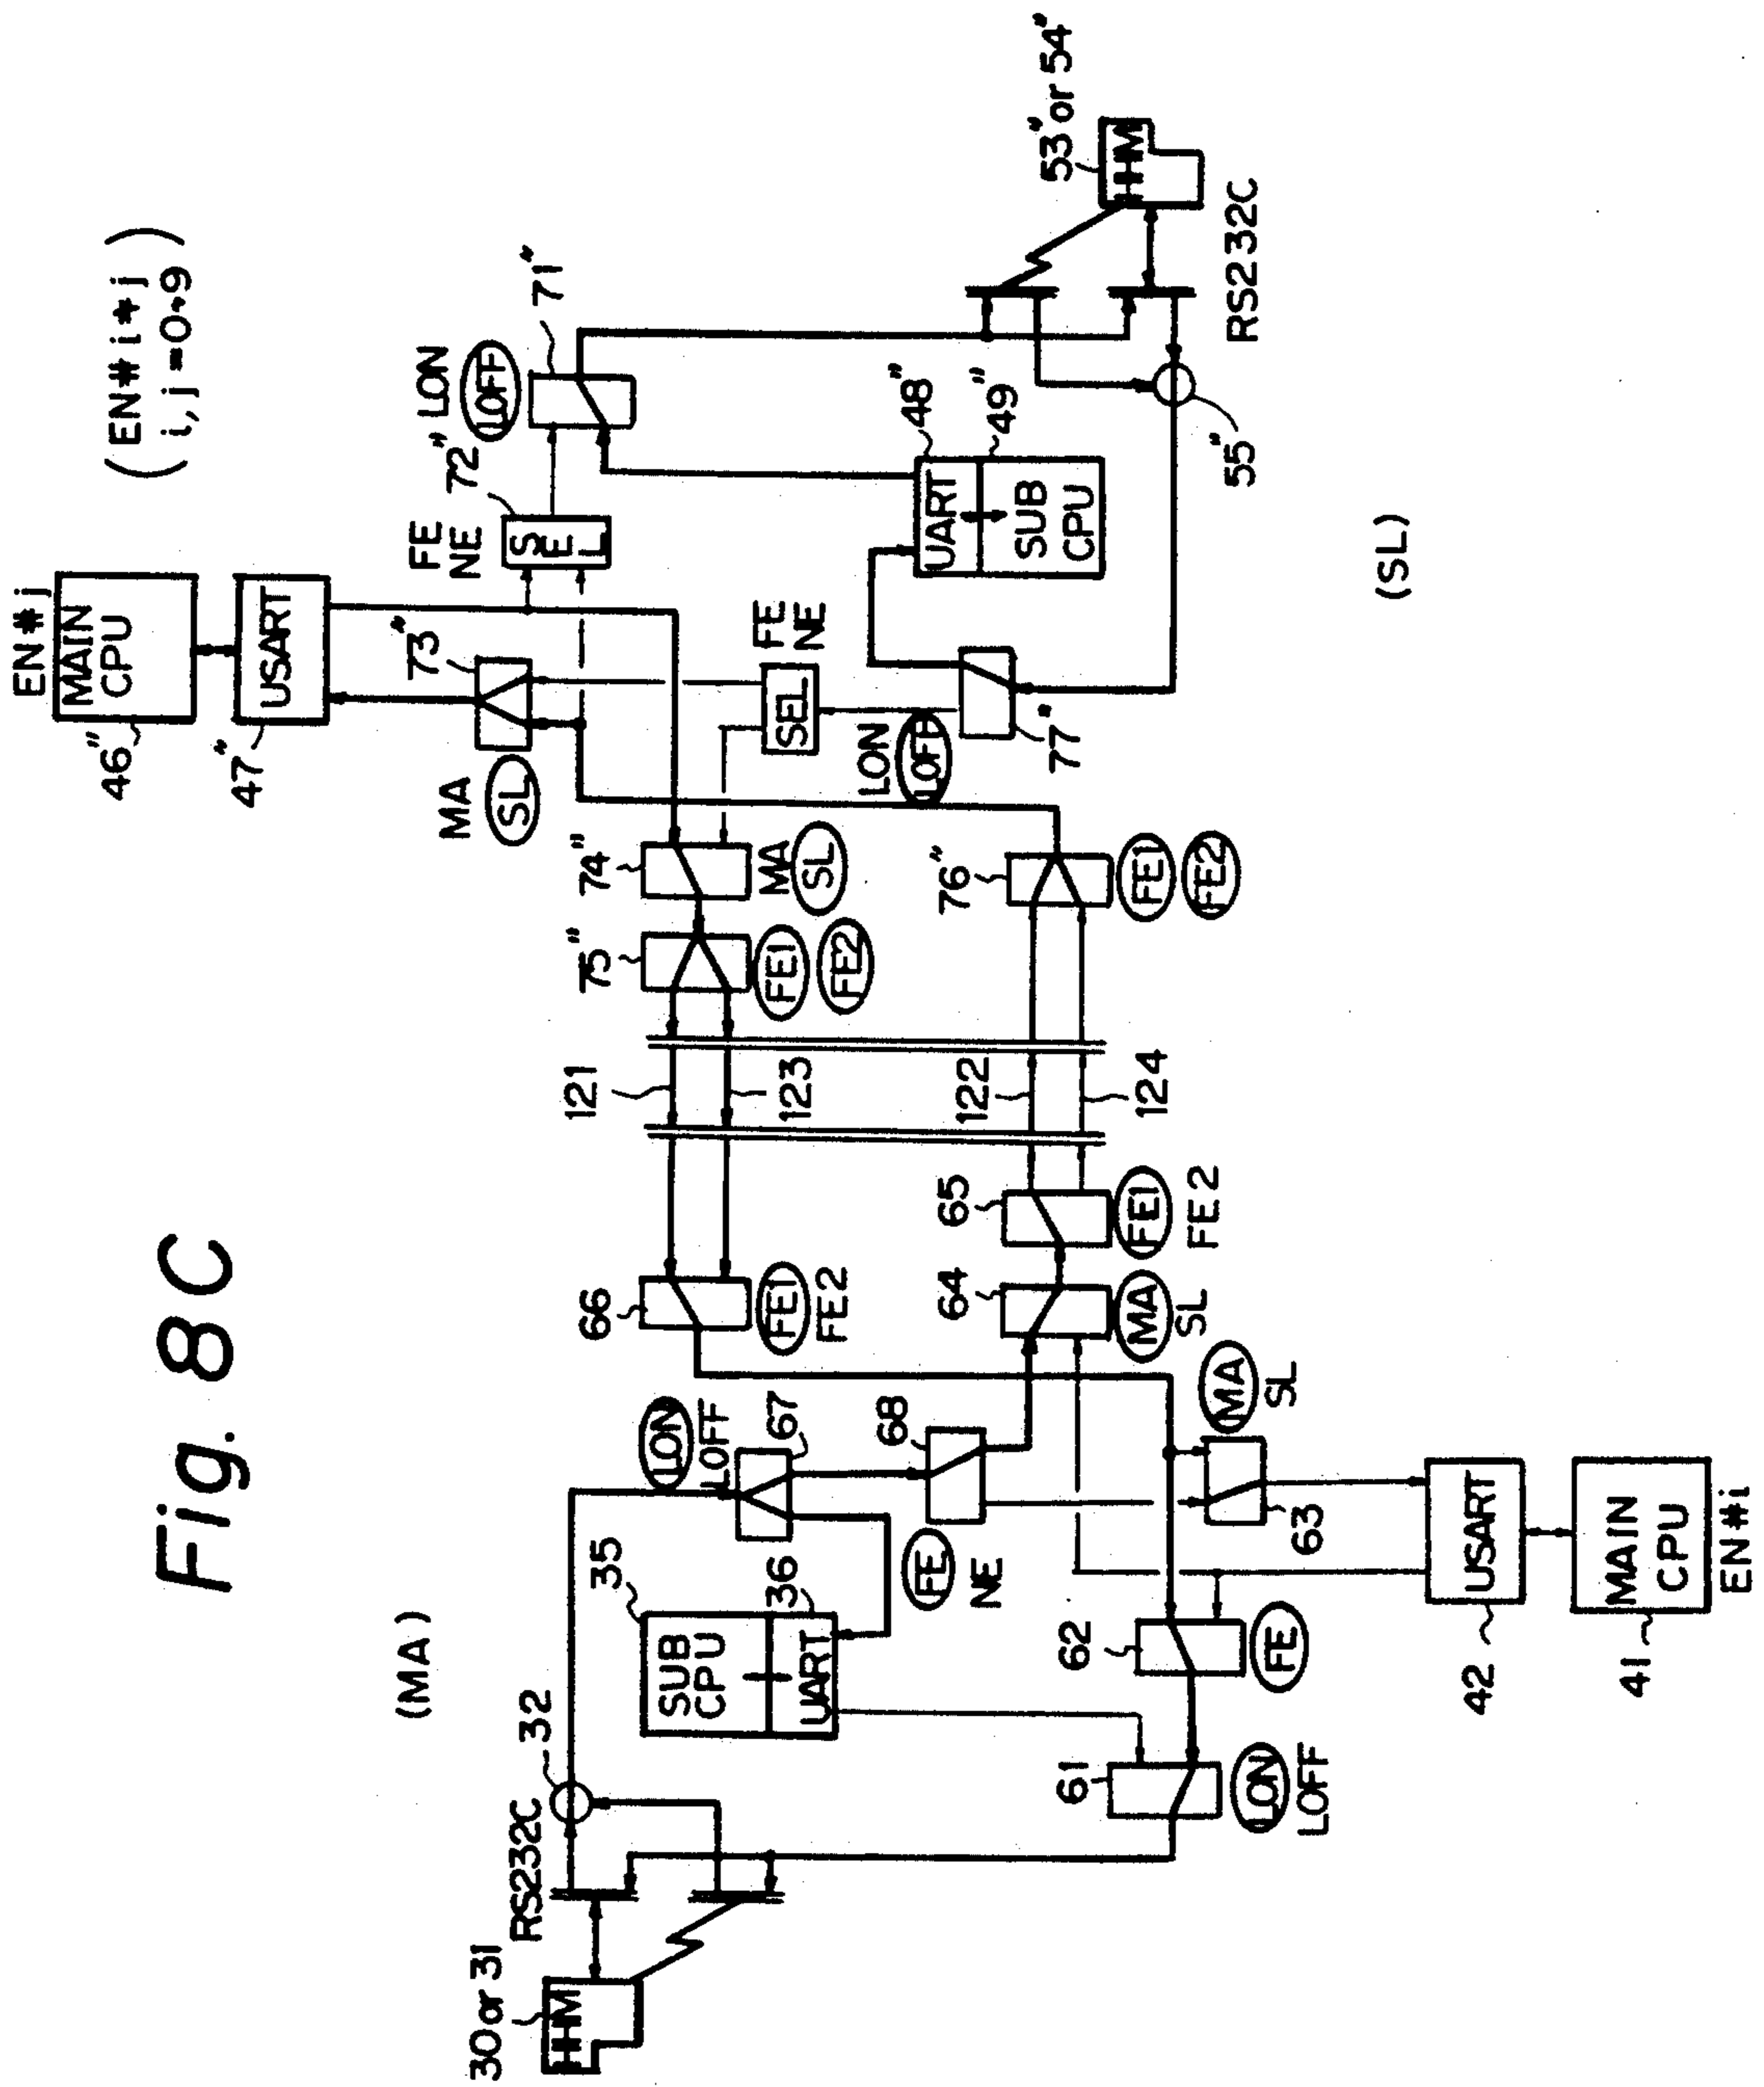 Fig. 8C
(MA)
(SL)
(EN#i*j
i,j=0~9)
30 or 31
HHM
RS232C
32
35
SUB
CPU
UART
36
LON
LOFF
67
68
FE
NE
61
LON
LOFF
62
FE
63
MA
SL
42
USART
41
MAIN
CPU
EN#i
64
MA
SL
65
FE1
FE2
66
FE1
FE2
121
123
122
124
75"
FE1
FE2
74"
MA
SL
76"
FE1
FE2
EN#j
MAIN
CPU
46"
USART
47"
73"
MA
SL
FE
NE
72"
SEL
LON
LOFF
71"
SEL
FE
NE
LON
LOFF
77"
UART
48"
SUB
CPU
49"
55"
53" or 54"
HHM
RS232C